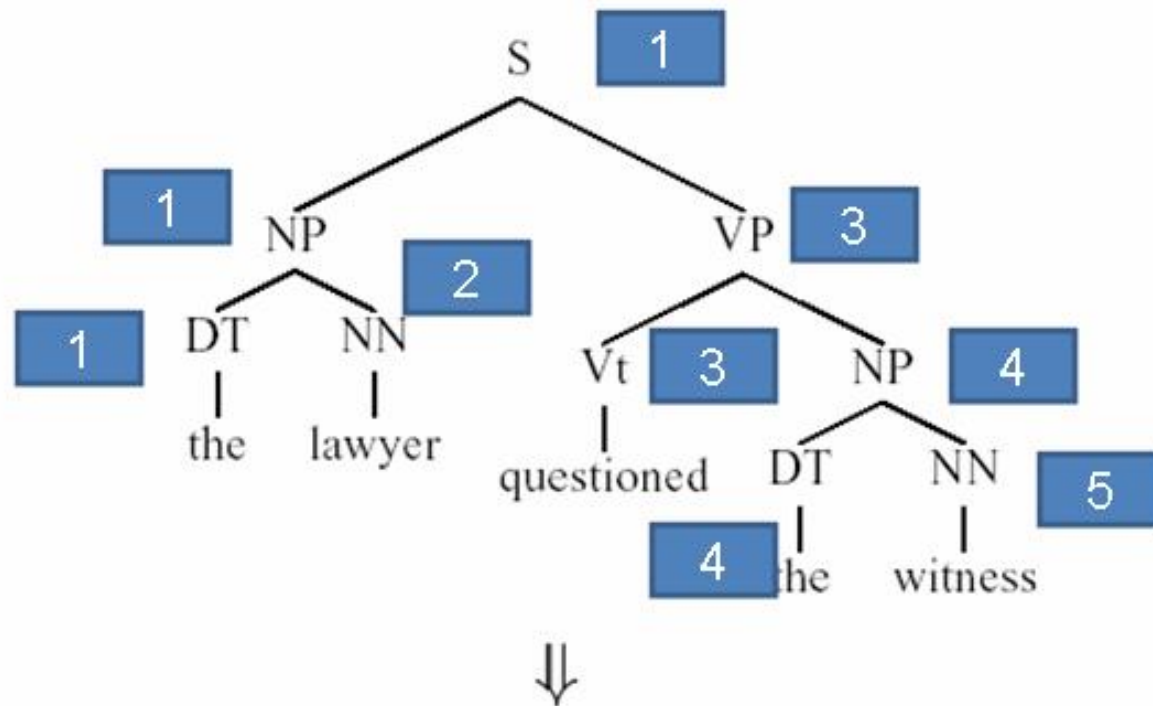 S 1
1 NP VP 3
2
1 DT NN Vt 3 NP 4
the lawyer questioned DT NN 5
4 the witness
⇓